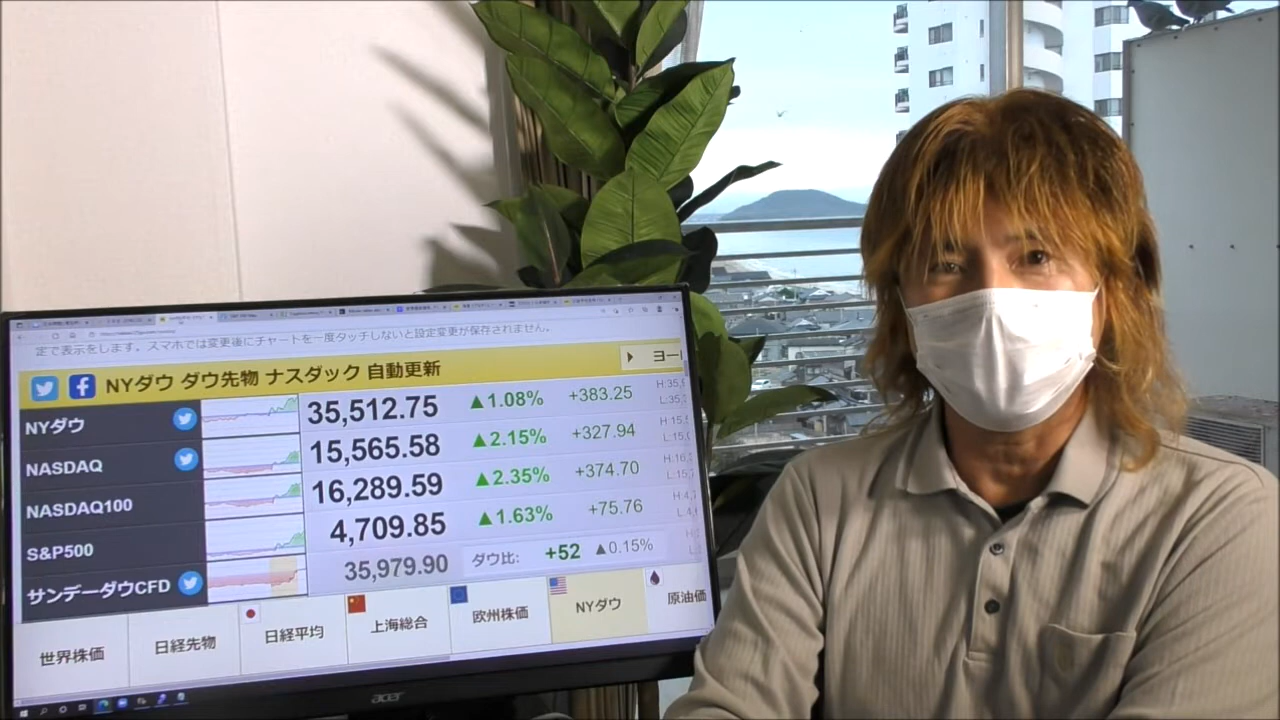 定で表示をします。スマホでは変更後にチャートを一度タッチしないと設定変更が保存されません。
NYダウ ダウ先物 ナスダック 自動更新
NYダウ 35,512.75 ▲1.08% +383.25
NASDAQ 15,565.58 ▲2.15% +327.94
NASDAQ100 16,289.59 ▲2.35% +374.70
S&P500 4,709.85 ▲1.63% +75.76
サンデーダウCFD 35,979.90 ダウ比: +52 ▲0.15%
世界株価 日経先物 日経平均 上海総合 欧州株価 NYダウ 原油価
acer